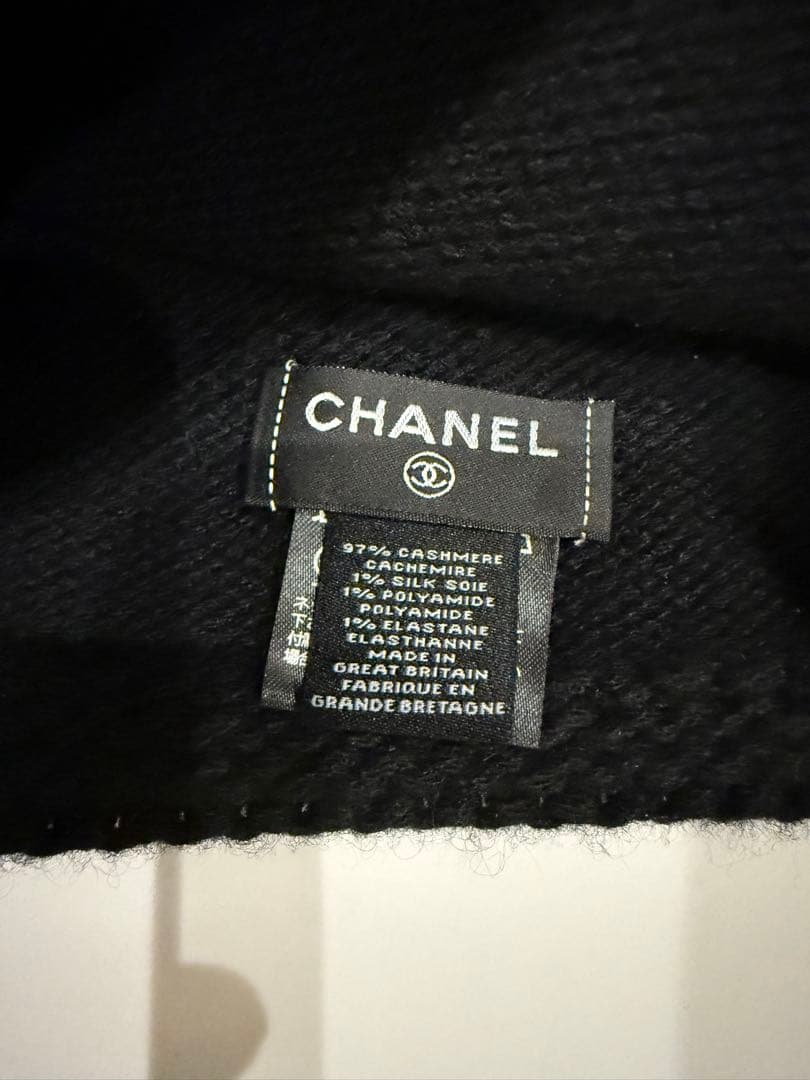 CHANEL
97% CASHMERE
CACHEMIRE
1% SILK SOIE
1% POLYAMIDE
POLYAMIDE
1% ELASTANE
ELASTHANNE
MADE IN
GREAT BRITAIN
FABRIQUE EN
GRANDE BRETAGNE